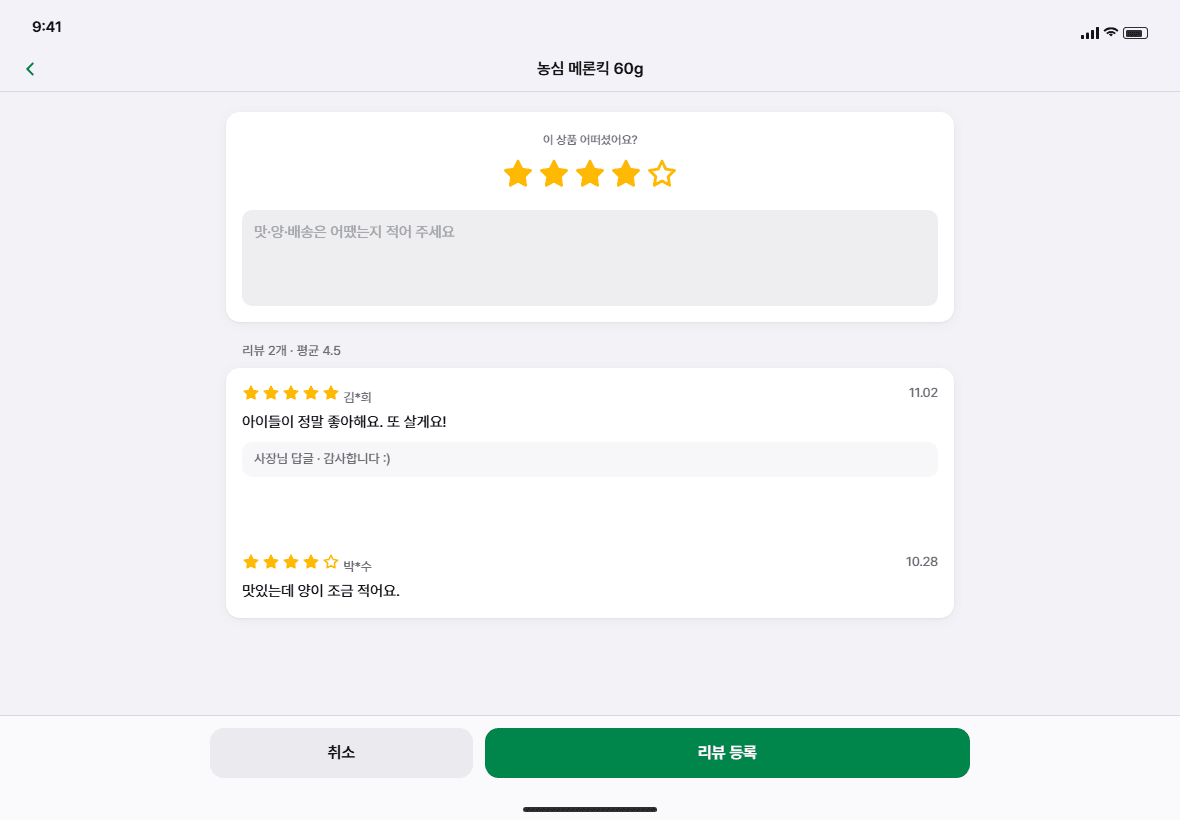 9:41
농심 메론킥 60g
이 상품 어떠셨어요?
맛·양·배송은 어땠는지 적어 주세요
리뷰 2개 · 평균 4.5
김*희 11.02
아이들이 정말 좋아해요. 또 살게요!
사장님 답글 · 감사합니다 :)
박*수 10.28
맛있는데 양이 조금 적어요.
취소 리뷰 등록